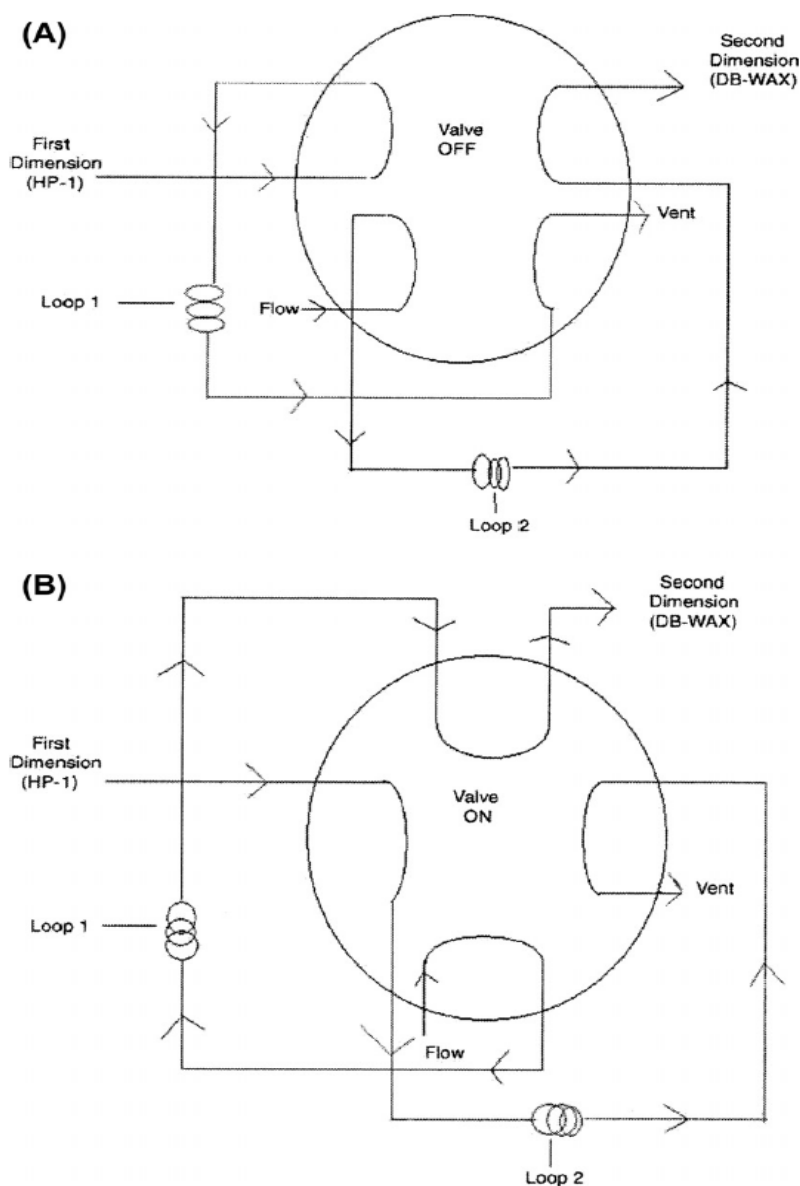 (A)
Second
Dimension
(DB-WAX)
First
Dimension
(HP-1)
Valve
OFF
Vent
Loop 1
Flow
Loop 2
(B)
Second
Dimension
(DB-WAX)
First
Dimension
(HP-1)
Valve
ON
Vent
Loop 1
Flow
Loop 2